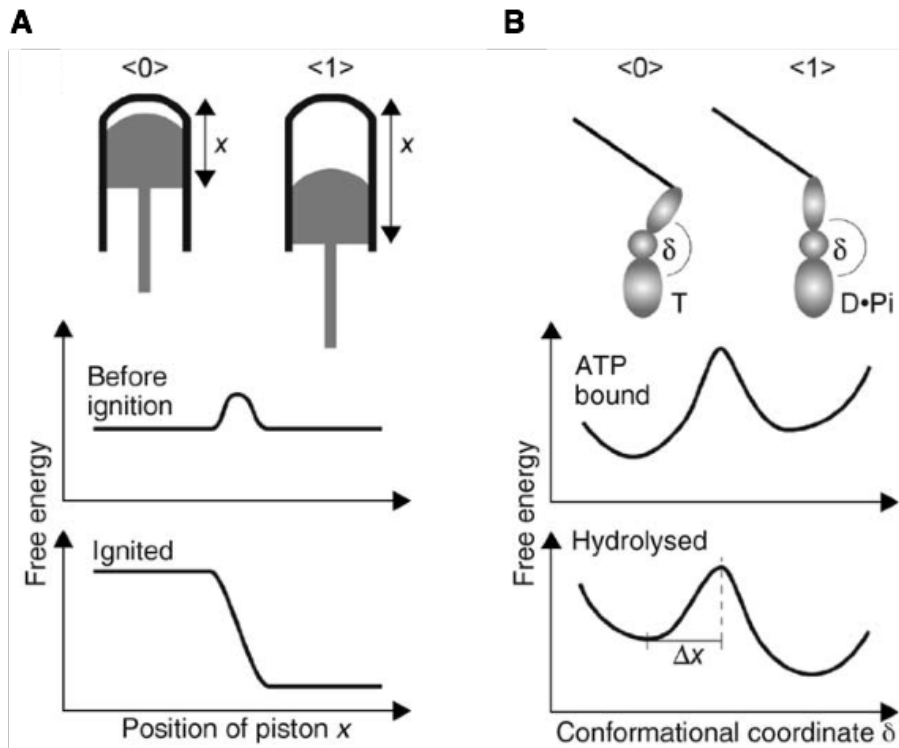 A
<0>
<1>
x
x
Before
ignition
Ignited
Free energy
Position of piston x
B
<0>
<1>
δ
T
δ
D•Pi
ATP
bound
Hydrolysed
Δx
Free energy
Conformational coordinate δ